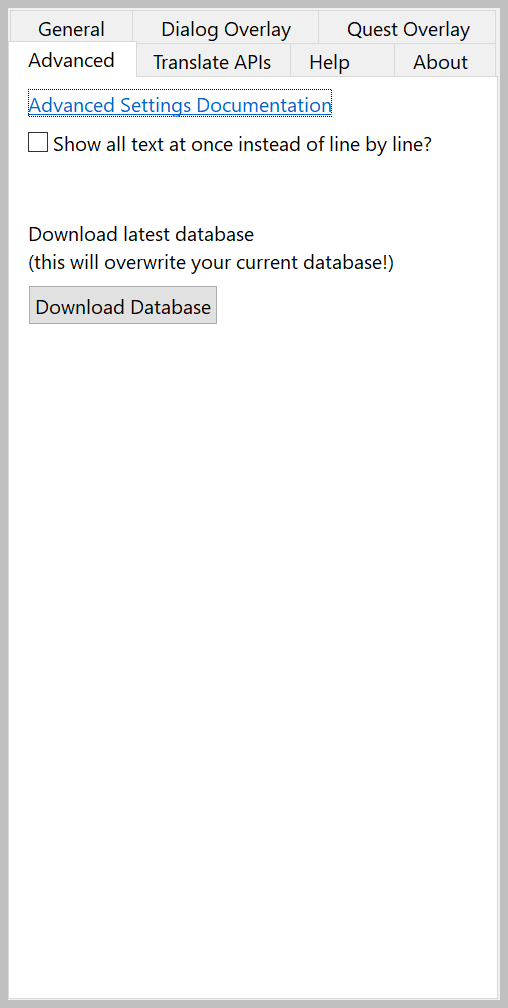 General
Dialog Overlay
Quest Overlay
Advanced
Translate APIs
Help
About
Advanced Settings Documentation
Show all text at once instead of line by line?
Download latest database
(this will overwrite your current database!)
Download Database